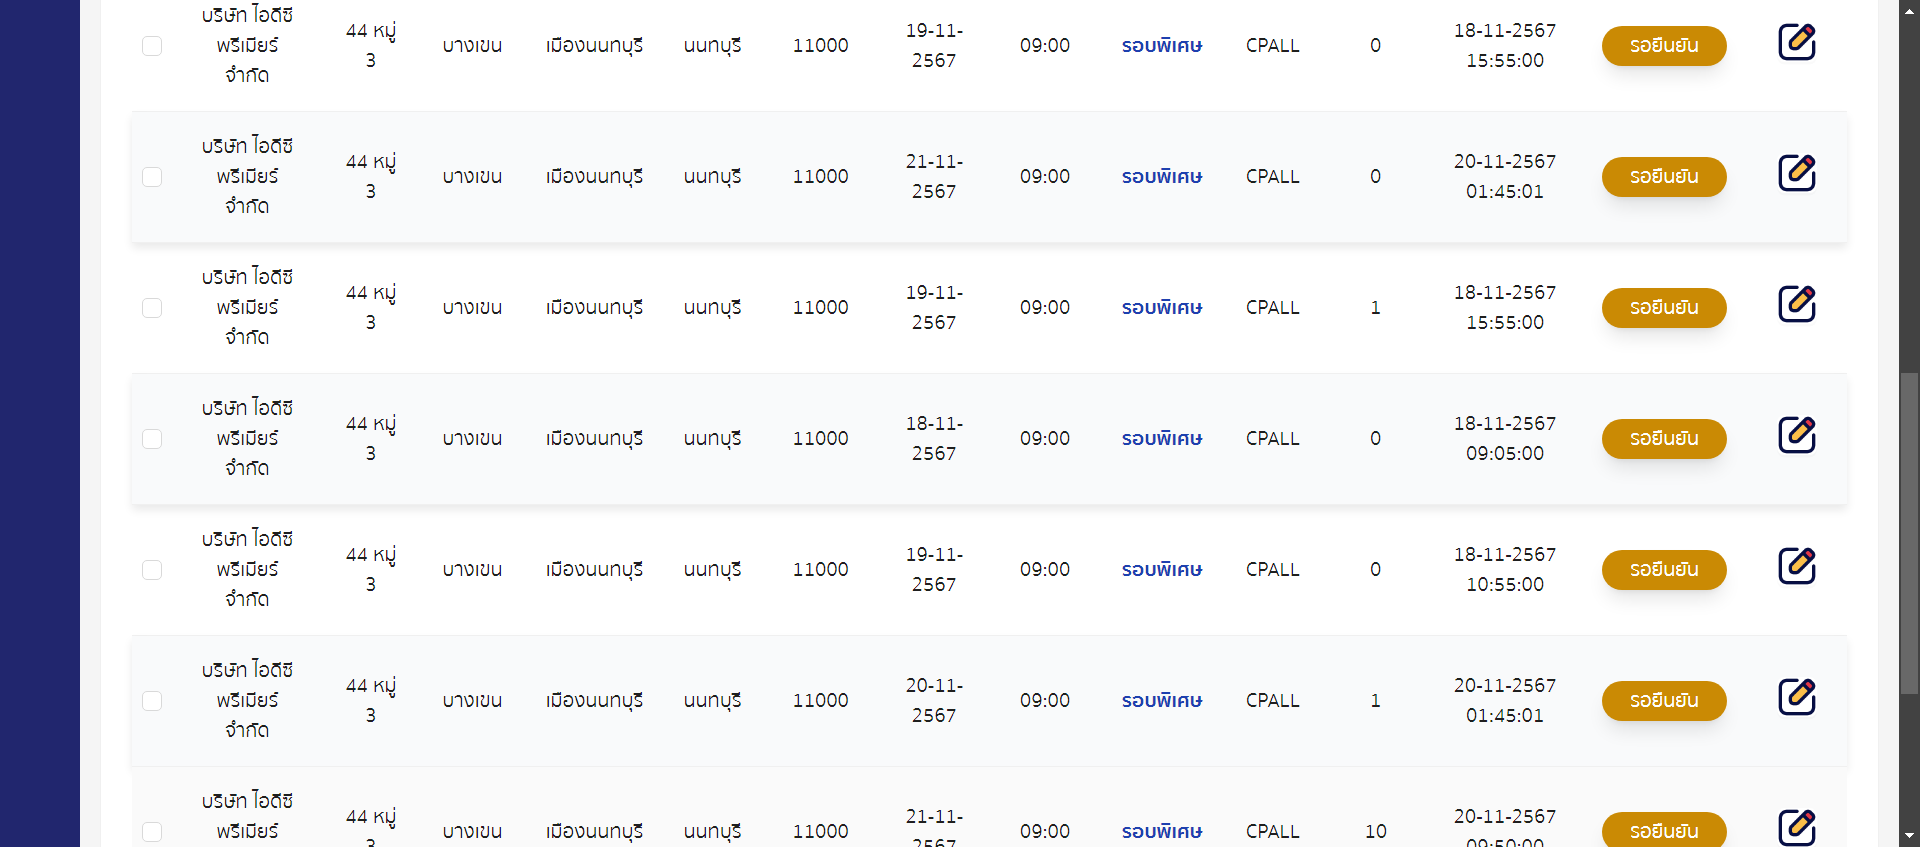 บริษัท ไอดีซี พรีเมียร์ จำกัด 44 หมู่ 3 บางเขน เมืองนนทบุรี นนทบุรี 11000 19-11-2567 09:00 รอบพิเศษ CPALL 0 18-11-2567 15:55:00 รอยืนยัน
บริษัท ไอดีซี พรีเมียร์ จำกัด 44 หมู่ 3 บางเขน เมืองนนทบุรี นนทบุรี 11000 21-11-2567 09:00 รอบพิเศษ CPALL 0 20-11-2567 01:45:01 รอยืนยัน
บริษัท ไอดีซี พรีเมียร์ จำกัด 44 หมู่ 3 บางเขน เมืองนนทบุรี นนทบุรี 11000 19-11-2567 09:00 รอบพิเศษ CPALL 1 18-11-2567 15:55:00 รอยืนยัน
บริษัท ไอดีซี พรีเมียร์ จำกัด 44 หมู่ 3 บางเขน เมืองนนทบุรี นนทบุรี 11000 18-11-2567 09:00 รอบพิเศษ CPALL 0 18-11-2567 09:05:00 รอยืนยัน
บริษัท ไอดีซี พรีเมียร์ จำกัด 44 หมู่ 3 บางเขน เมืองนนทบุรี นนทบุรี 11000 19-11-2567 09:00 รอบพิเศษ CPALL 0 18-11-2567 10:55:00 รอยืนยัน
บริษัท ไอดีซี พรีเมียร์ จำกัด 44 หมู่ 3 บางเขน เมืองนนทบุรี นนทบุรี 11000 20-11-2567 09:00 รอบพิเศษ CPALL 1 20-11-2567 01:45:01 รอยืนยัน
บริษัท ไอดีซี พรีเมียร์ 44 หมู่ 3 บางเขน เมืองนนทบุรี นนทบุรี 11000 21-11-2567 09:00 รอบพิเศษ CPALL 10 20-11-2567 09:50:00 รอยืนยัน